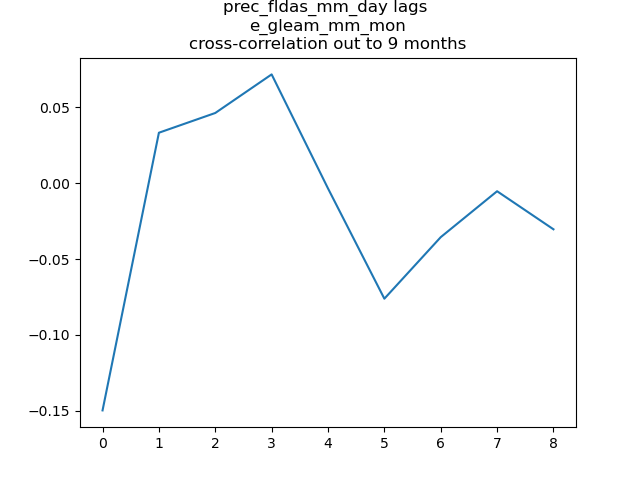 prec_fldas_mm_day lags
e_gleam_mm_mon
cross-correlation out to 9 months
0.05
0.00
−0.05
−0.10
−0.15
0 1 2 3 4 5 6 7 8